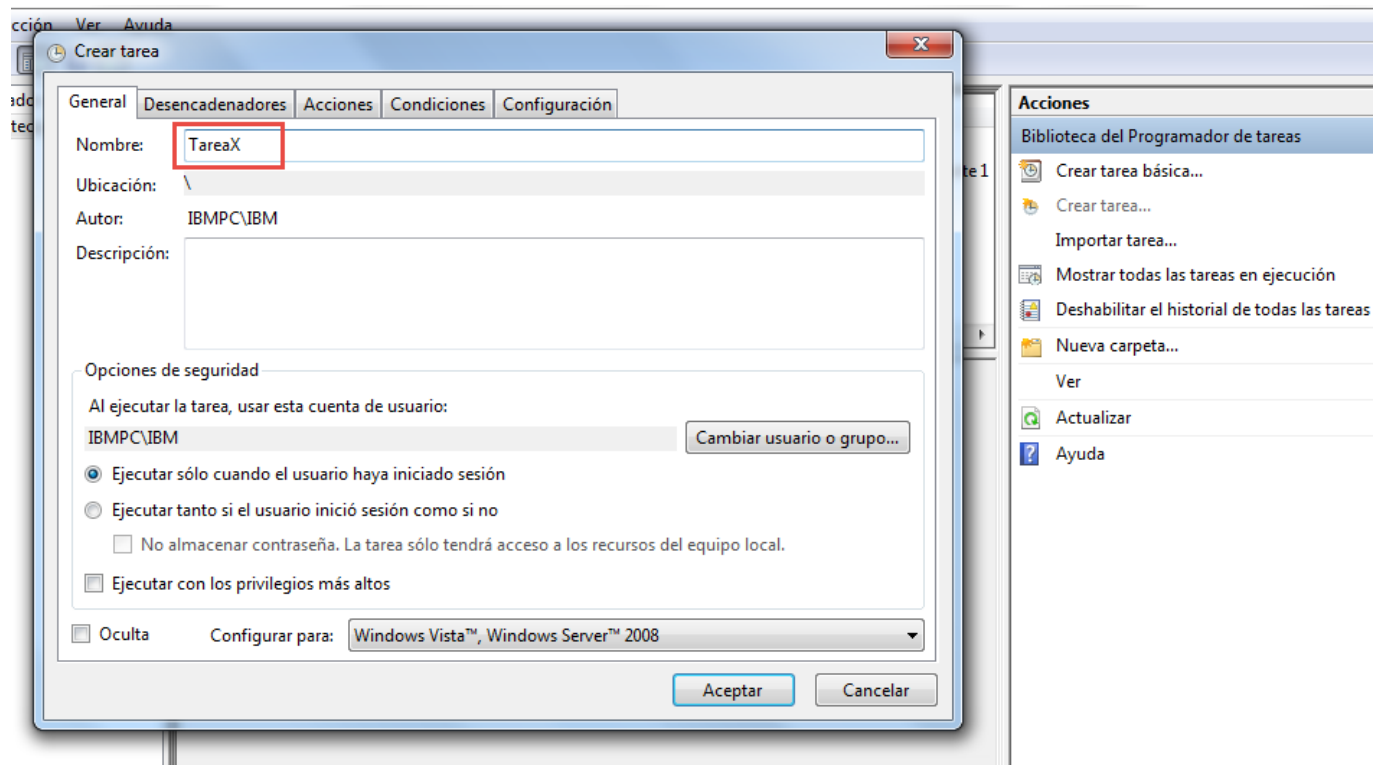 cción Ver Ayuda
Crear tarea
General Desencadenadores Acciones Condiciones Configuración
Nombre: TareaX
Ubicación: \
Autor: IBMPC\IBM
Descripción:
Opciones de seguridad
Al ejecutar la tarea, usar esta cuenta de usuario:
IBMPC\IBM Cambiar usuario o grupo...
Ejecutar sólo cuando el usuario haya iniciado sesión
Ejecutar tanto si el usuario inició sesión como si no
No almacenar contraseña. La tarea sólo tendrá acceso a los recursos del equipo local.
Ejecutar con los privilegios más altos
Oculta Configurar para: Windows Vista™, Windows Server™ 2008
Aceptar Cancelar
ado
tec
te 1
Acciones
Biblioteca del Programador de tareas
Crear tarea básica...
Crear tarea...
Importar tarea...
Mostrar todas las tareas en ejecución
Deshabilitar el historial de todas las tareas
Nueva carpeta...
Ver
Actualizar
Ayuda